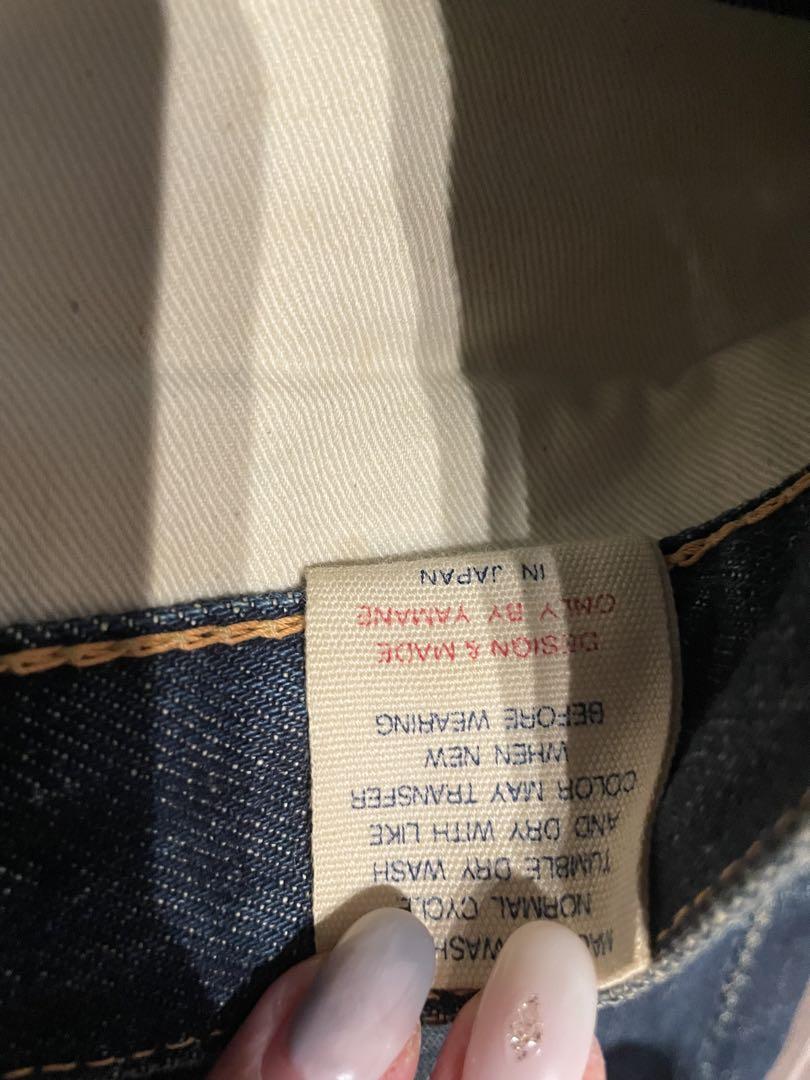 WASH
NORMAL CYCLE
TUMBLE DRY WASH
AND DRY WITH LIKE
COLOR MAY TRANSFER
WHEN NEW
BEFORE WEARING
DESIGN & MADE
ONLY BY YAMANE
IN JAPAN